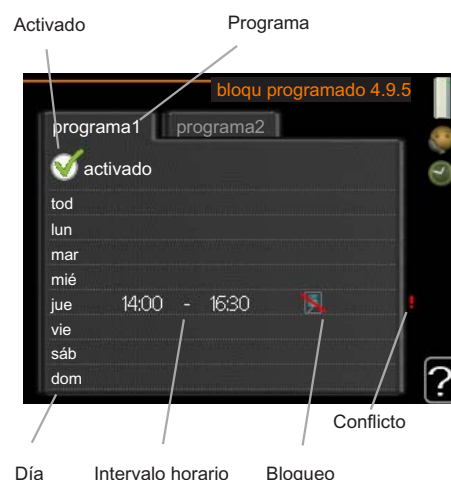 Activado Programa
bloqu programado 4.9.5
programa1 programa2
activado
tod
lun
mar
mié
jue 14:00 - 16:30 !
vie
sáb
dom
?
Conflicto
Día Intervalo horario Bloqueo